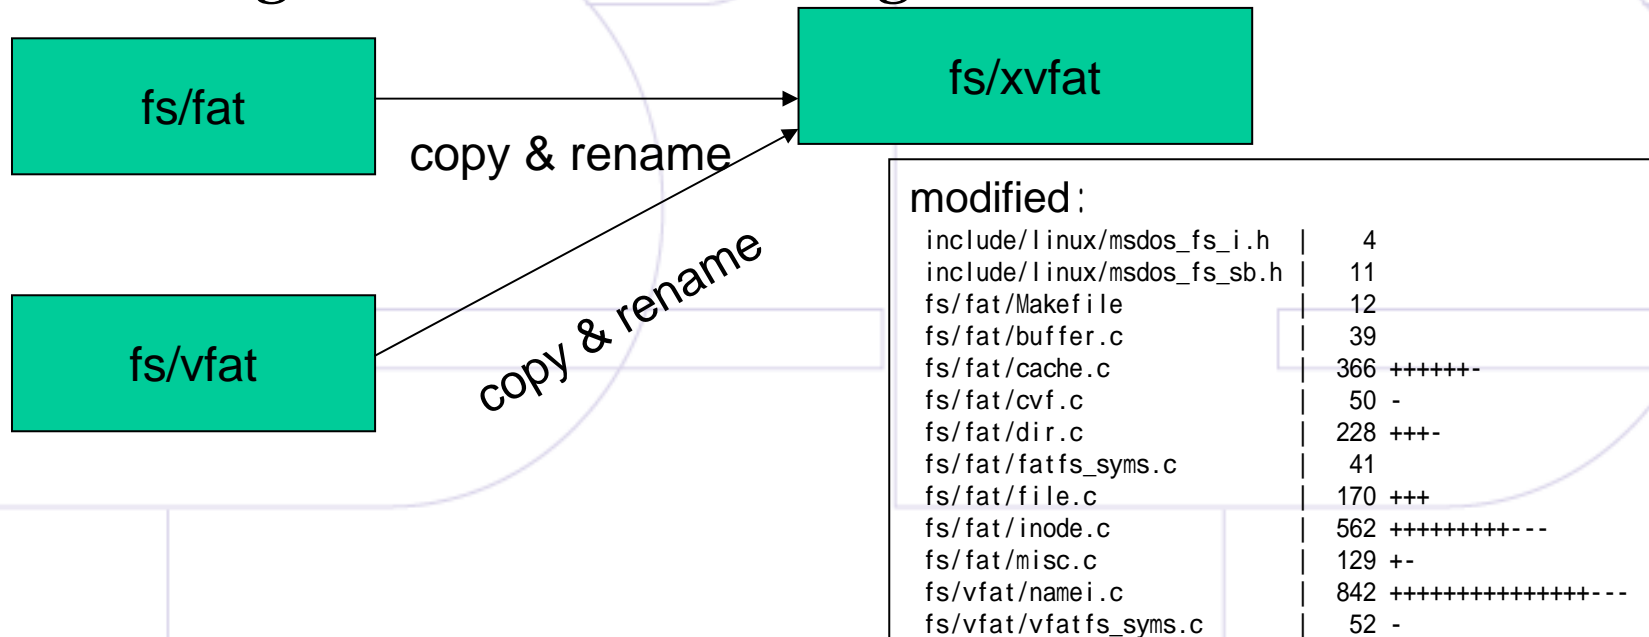 fs/fat
fs/xvfat
copy & rename
fs/vfat
copy & rename
modified:
include/linux/msdos_fs_i.h | 4
include/linux/msdos_fs_sb.h | 11
fs/fat/Makefile | 12
fs/fat/buffer.c | 39
fs/fat/cache.c | 366 ++++++-
fs/fat/cvf.c | 50 -
fs/fat/dir.c | 228 +++-
fs/fat/fatfs_syms.c | 41
fs/fat/file.c | 170 +++
fs/fat/inode.c | 562 +++++++++---
fs/fat/misc.c | 129 +-
fs/vfat/namei.c | 842 +++++++++++++++---
fs/vfat/vfatfs_syms.c | 52 -